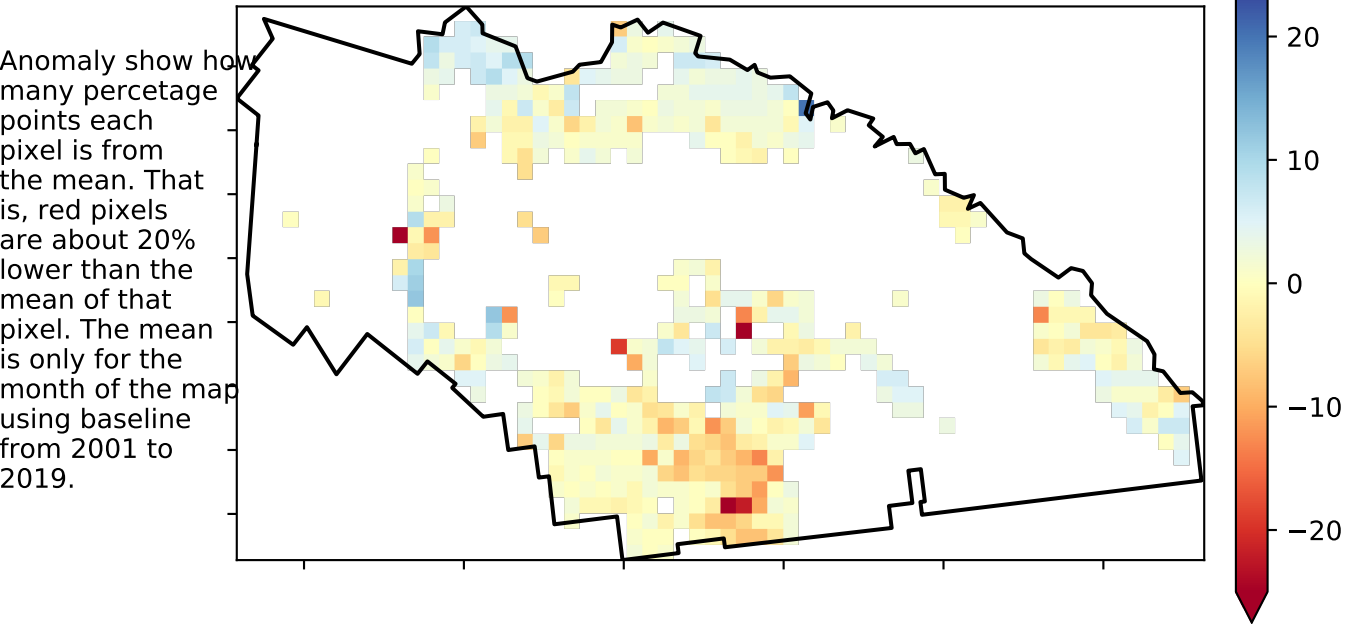 Anomaly show how
many percetage
points each
pixel is from
the mean. That
is, red pixels
are about 20%
lower than the
mean of that
pixel. The mean
is only for the
month of the map
using baseline
from 2001 to
2019.
20
10
0
−10
−20